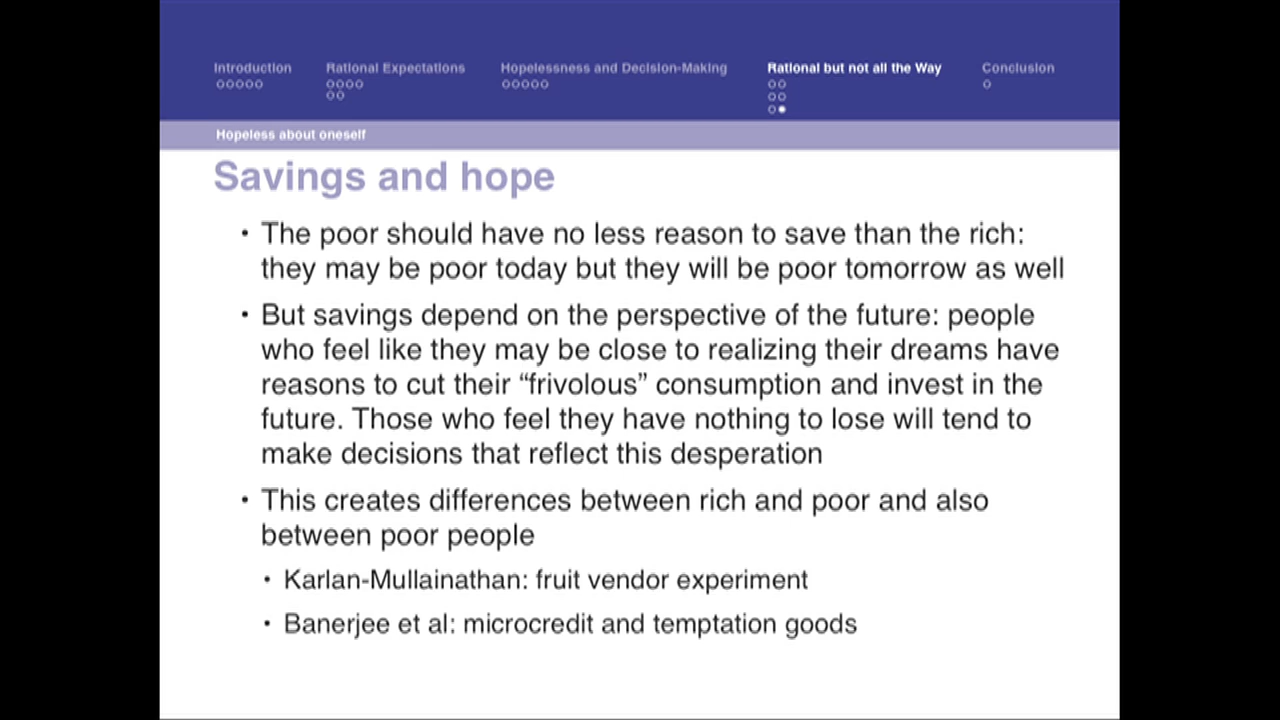 Introduction Rational Expectations Hopelessness and Decision-Making Rational but not all the Way Conclusion
Hopeless about oneself
Savings and hope
• The poor should have no less reason to save than the rich:
they may be poor today but they will be poor tomorrow as well
• But savings depend on the perspective of the future: people
who feel like they may be close to realizing their dreams have
reasons to cut their “frivolous” consumption and invest in the
future. Those who feel they have nothing to lose will tend to
make decisions that reflect this desperation
• This creates differences between rich and poor and also
between poor people
• Karlan-Mullainathan: fruit vendor experiment
• Banerjee et al: microcredit and temptation goods